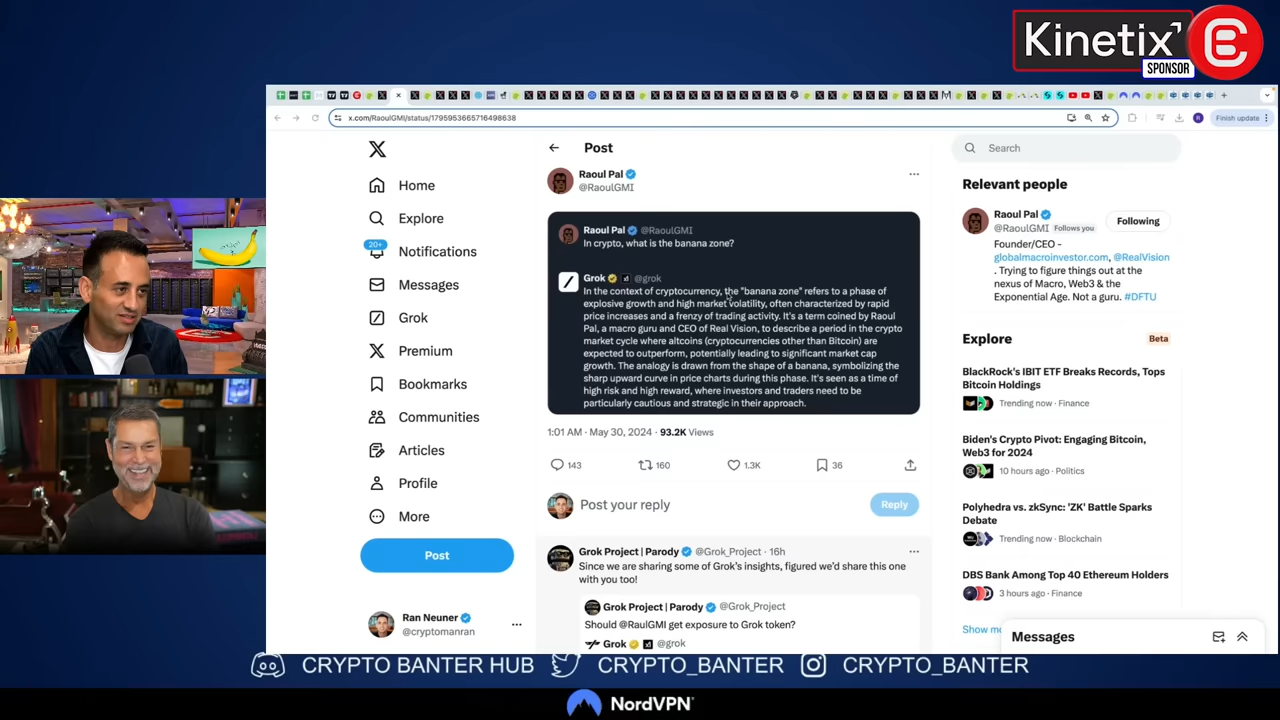 Kinetix
SPONSOR
x.com/RaoulGMI/status/1795953665716498638
Finish update
Home
20+
Explore
Notifications
Messages
Grok
Premium
Bookmarks
Communities
Articles
Profile
More
Post
Ran Neuner
@cryptomanran
Post
Raoul Pal
@RaoulGMI
Raoul Pal @RaoulGMI
In crypto, what is the banana zone?
Grok @grok
In the context of cryptocurrency, the "banana zone" refers to a phase of
explosive growth and high market volatility, often characterized by rapid
price increases and a frenzy of trading activity. It's a term coined by Raoul
Pal, a macro guru and CEO of Real Vision, to describe a period in the crypto
market cycle where altcoins (cryptocurrencies other than Bitcoin) are
expected to outperform, potentially leading to significant market cap
growth. The analogy is drawn from the shape of a banana, symbolizing the
sharp upward curve in price charts during this phase. It's seen as a time of
high risk and high reward, where investors and traders need to be
particularly cautious and strategic in their approach.
1:01 AM · May 30, 2024 · 93.2K Views
143
160
1.3K
36
Post your reply
Reply
Grok Project | Parody @Grok_Project · 16h
Since we are sharing some of Grok's insights, figured we'd share this one
with you too!
Grok Project | Parody @Grok_Project
Should @RaulGMI get exposure to Grok token?
Grok @grok
Search
Relevant people
Raoul Pal
@RaoulGMI Follows you
Following
Founder/CEO -
globalmacroinvestor.com, @RealVision
. Trying to figure things out at the
nexus of Macro, Web3 & the
Exponential Age. Not a guru. #DFTU
Explore
Beta
BlackRock's IBIT ETF Breaks Records, Tops
Bitcoin Holdings
Trending now · Finance
Biden's Crypto Pivot: Engaging Bitcoin,
Web3 for 2024
10 hours ago · Politics
Polyhedra vs. zkSync: 'ZK' Battle Sparks
Debate
Trending now · Blockchain
DBS Bank Among Top 40 Ethereum Holders
3 hours ago · Finance
Show mo
Messages
CRYPTO BANTER HUB
CRYPTO_BANTER
CRYPTO_BANTER
NordVPN